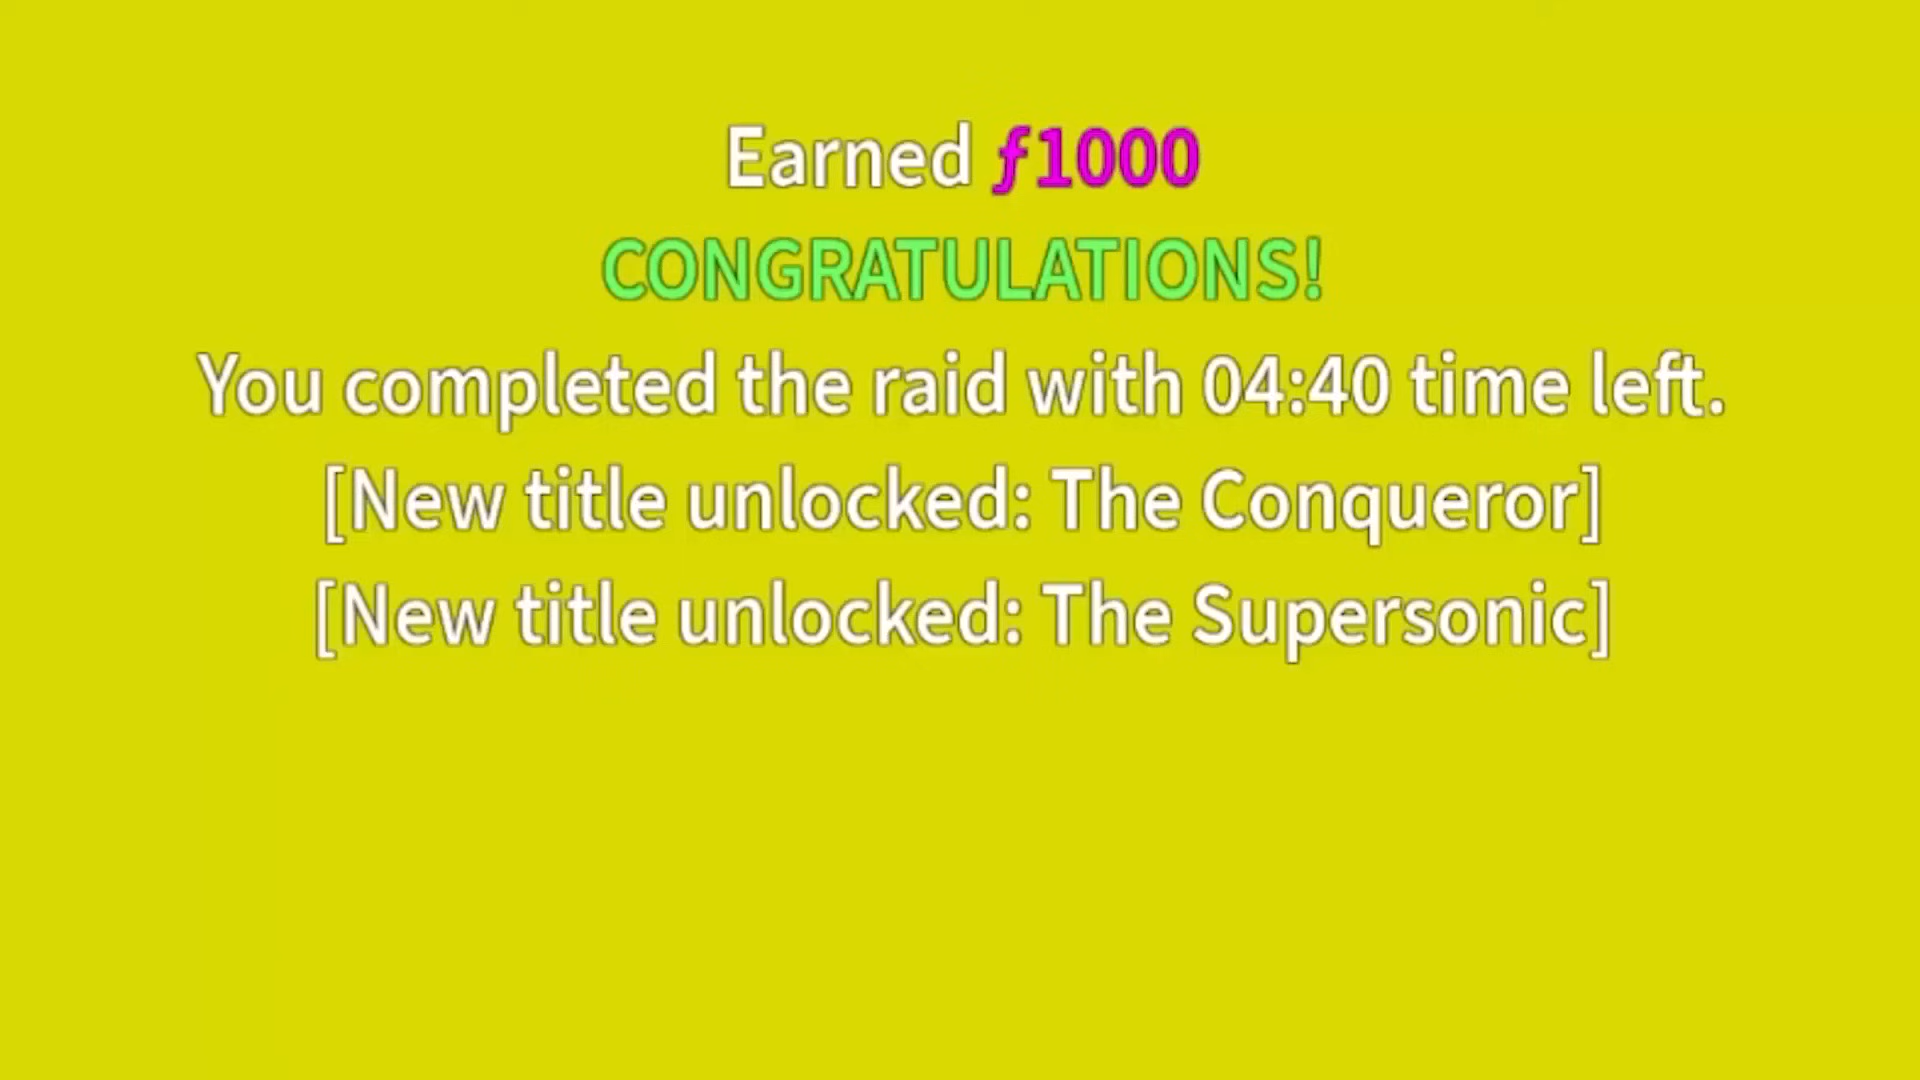 Earned ƒ1000
CONGRATULATIONS!
You completed the raid with 04:40 time left.
[New title unlocked: The Conqueror]
[New title unlocked: The Supersonic]